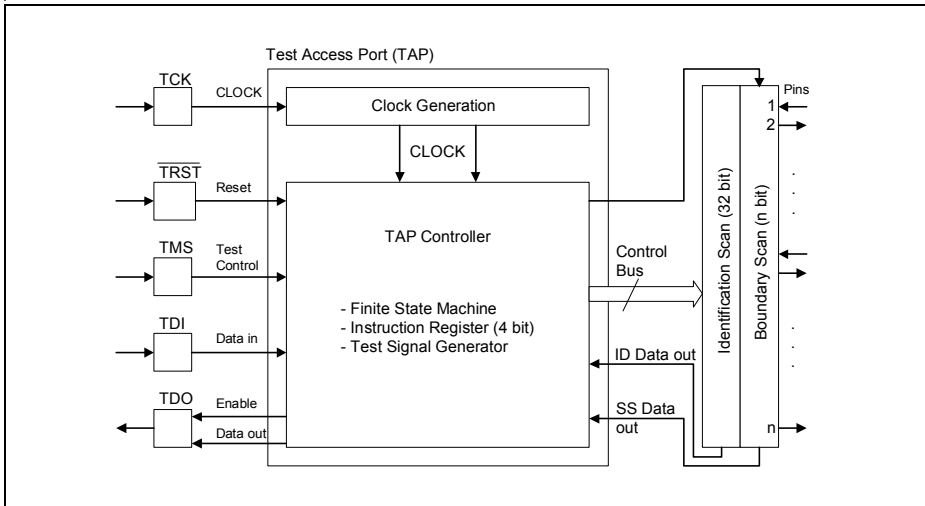 Test Access Port (TAP)
TCK
CLOCK
Clock Generation
CLOCK
TRST
Reset
TAP Controller
TMS
Test
Control
- Finite State Machine
- Instruction Register (4 bit)
- Test Signal Generator
TDI
Data in
TDO
Enable
Data out
Control
Bus
ID Data out
SS Data
out
Identification Scan (32 bit)
Boundary Scan (n bit)
Pins
1
2
.
.
.
.
.
.
n